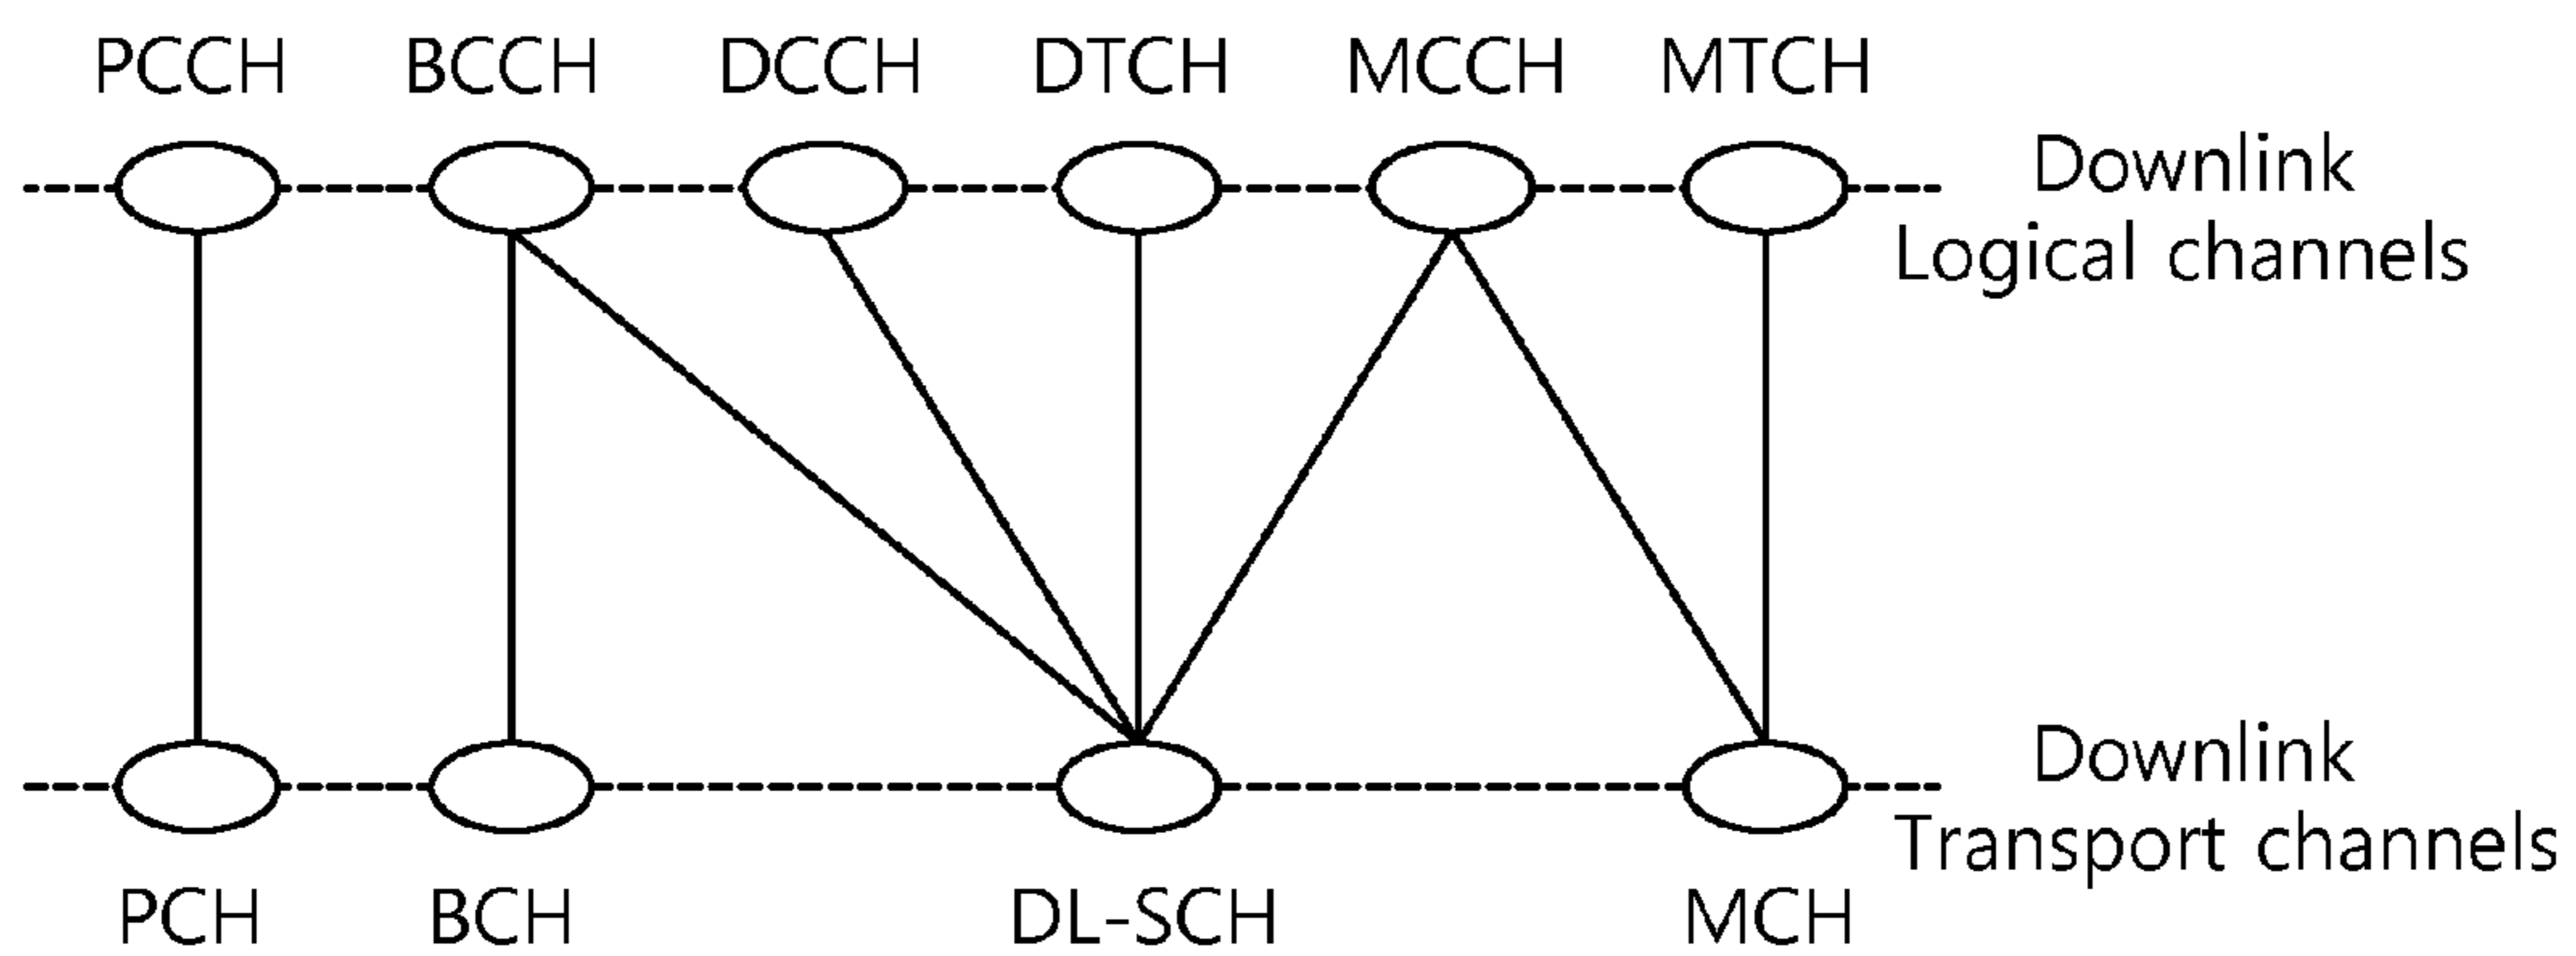 PCCH BCCH DCCH DTCH MCCH MTCH
Downlink
Logical channels
Downlink
Transport channels
PCH BCH DL-SCH MCH